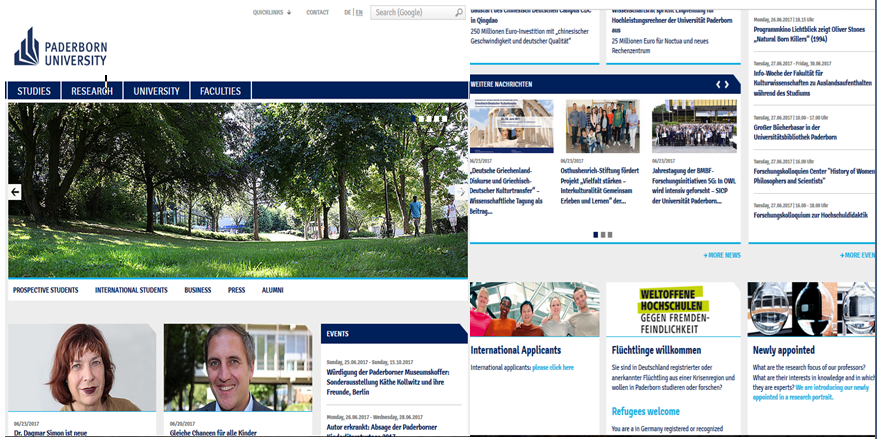 QUICKLINKS
CONTACT
DE | EN
Search (Google)
PADERBORN
UNIVERSITY
STUDIES
RESEARCH
UNIVERSITY
FACULTIES
PROSPECTIVE STUDENTS
INTERNATIONAL STUDENTS
BUSINESS
PRESS
ALUMNI
06/23/2017
Dr. Dagmar Simon ist neue
06/20/2017
Gleiche Chancen für alle Kinder
EVENTS
Sunday, 25.06.2017 - Sunday, 15.10.2017
Würdigung der Paderborner Museumskoffer:
Sonderausstellung Käthe Kollwitz und ihre
Freunde, Berlin
Monday, 26.06.2017 - Wednesday, 28.06.2017
Autor erkrankt: Absage der Paderborner
in Qingdao
250 Millionen Euro-Investition mit „chinesischer
Geschwindigkeit und deutscher Qualität“
Wissenschaftsrat spricht Empfehlung für
Hochleistungsrechner der Universität Paderborn
aus
25 Millionen Euro für Noctua und neues
Rechenzentrum
WEITERE NACHRICHTEN
06/23/2017
„Deutsche Griechenland-
Diskurse und Griechisch-
Deutscher Kulturtransfer“ –
Wissenschaftliche Tagung als
Beitrag...
06/23/2017
Osthushenrich-Stiftung fördert
Projekt „Vielfalt stärken –
Interkulturalität Gemeinsam
Erleben und Lernen“ der...
06/23/2017
Jahrestagung der BMBF-
Forschungsinitiativen 5G: In OWL
wird intensiv geforscht – SICP
der Universität Paderborn...
MORE NEWS
Monday, 26.06.2017 | 18.15 Uhr
Programmkino Lichtblick zeigt Oliver Stones
„Natural Born Killers“ (1994)
Tuesday, 27.06.2017 - Friday, 30.06.2017
Info-Woche der Fakultät für
Kulturwissenschaften zu Auslandsaufenthalten
während des Studiums
Tuesday, 27.06.2017 | 10.00 - 17.00 Uhr
Großer Bücherbasar in der
Universitätsbibliothek Paderborn
Tuesday, 27.06.2017 | 16.00 Uhr
Forschungskolloquien Center "History of Women
Philosophers and Scientists"
Tuesday, 27.06.2017 | 16.00 - 18.00 Uhr
Forschungskolloquium zur Hochschuldidaktik
MORE EVEN
International Applicants
International applicants: please click here
WELTOFFENE
HOCHSCHULEN
GEGEN FREMDEN-
FEINDLICHKEIT
Flüchtlinge willkommen
Sie sind in Deutschland registrierter oder
anerkannter Flüchtling aus einer Krisenregion und
wollen in Paderborn studieren oder forschen?
Refugees welcome
You are a in Germany registered or recognized
Newly appointed
What are the research focus of our professors?
What are their interests of knowledge and in which
they are experts? We are introducing our newly
appointed in a research portrait.